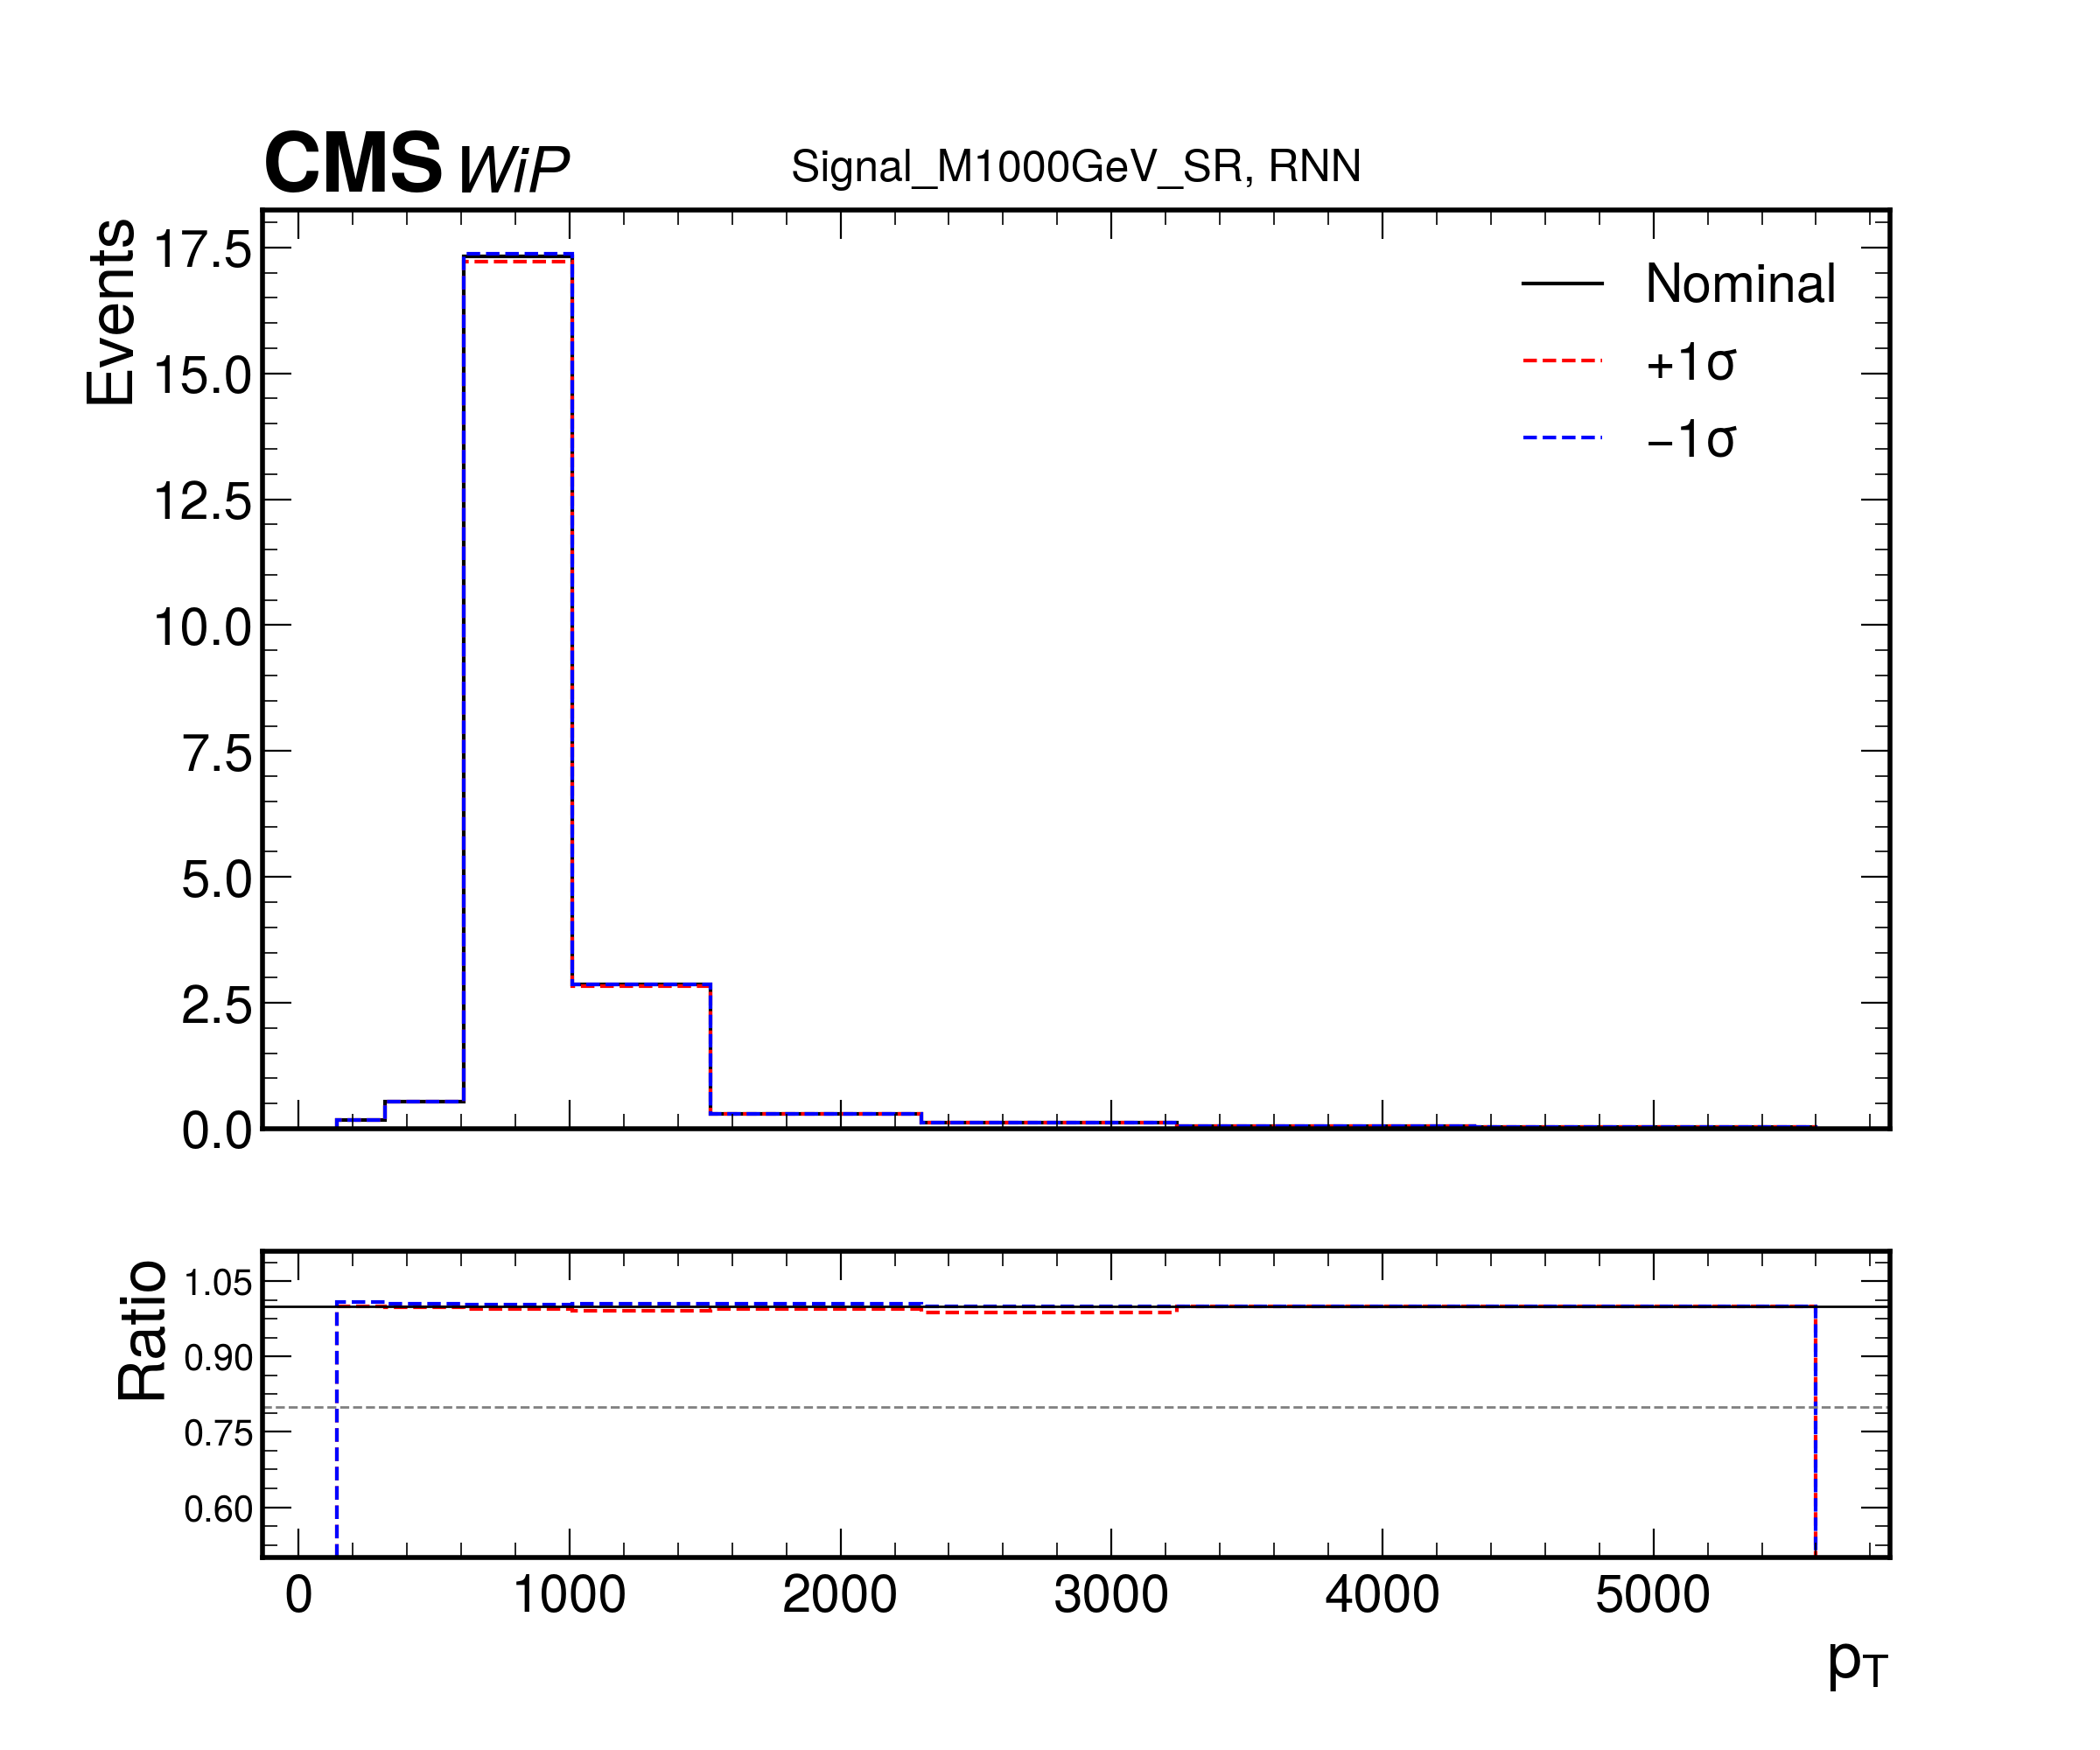 CMS WiP
Signal_M1000GeV_SR, RNN
Events
17.5
15.0
12.5
10.0
7.5
5.0
2.5
0.0
Nominal
+1σ
−1σ
Ratio
1.05
0.90
0.75
0.60
0 1000 2000 3000 4000 5000
pT